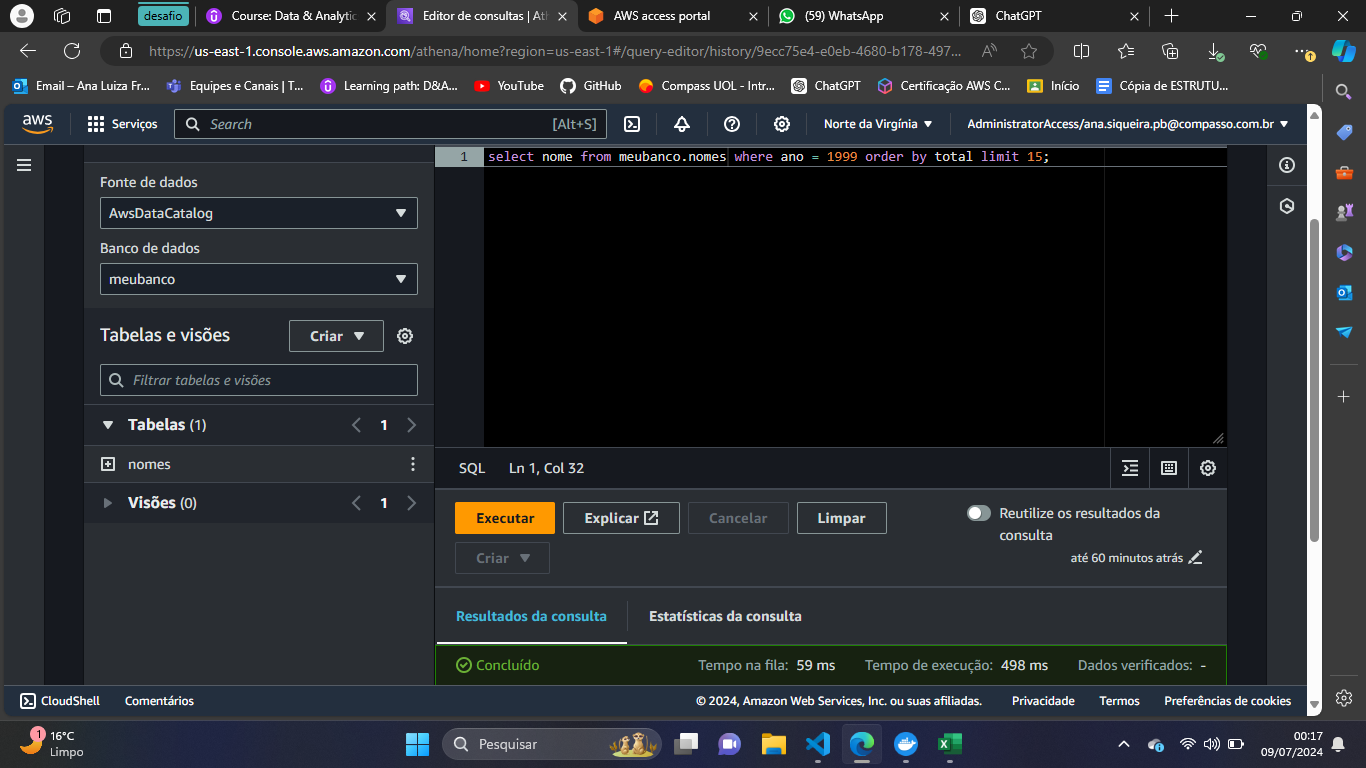 desafio
Course: Data & Analytic
Editor de consultas | Ath
AWS access portal
(59) WhatsApp
ChatGPT
https://us-east-1.console.aws.amazon.com/athena/home?region=us-east-1#/query-editor/history/9ecc75e4-e0eb-4680-b178-497...
Email – Ana Luiza Fr...
Equipes e Canais | T...
Learning path: D&A...
YouTube
GitHub
Compass UOL - Intr...
ChatGPT
Certificação AWS C...
Início
Cópia de ESTRUTU...
aws
Serviços
Search
[Alt+S]
Norte da Virgínia
AdministratorAccess/ana.siqueira.pb@compasso.com.br
1 select nome from meubanco.nomes where ano = 1999 order by total limit 15;
Fonte de dados
AwsDataCatalog
Banco de dados
meubanco
Tabelas e visões
Criar
Filtrar tabelas e visões
Tabelas (1)
1
nomes
Visões (0)
1
SQL
Ln 1, Col 32
Executar
Explicar
Cancelar
Limpar
Criar
Reutilize os resultados da
consulta
até 60 minutos atrás
Resultados da consulta
Estatísticas da consulta
Concluído
Tempo na fila: 59 ms
Tempo de execução: 498 ms
Dados verificados: -
CloudShell
Comentários
© 2024, Amazon Web Services, Inc. ou suas afiliadas.
Privacidade
Termos
Preferências de cookies
1
16°C
Limpo
Pesquisar
00:17
09/07/2024